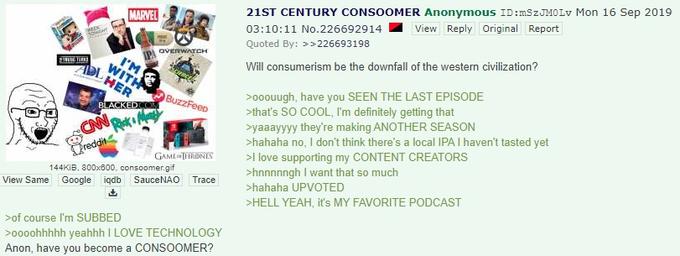 21ST CENTURY CONSOOMER Anonymous ID:mSzJM0Lv Mon 16 Sep 2019
03:10:11 No.226692914 View Reply Original Report
Quoted By: >>226693198
Will consumerism be the downfall of the western civilization?
>ooouugh, have you SEEN THE LAST EPISODE
>that's SO COOL, I'm definitely getting that
>yaaayyyy they're making ANOTHER SEASON
>hahaha no, I don't think there's a local IPA I haven't tasted yet
>I love supporting my CONTENT CREATORS
>hnnnnngh I want that so much
>hahaha UPVOTED
>HELL YEAH, it's MY FAVORITE PODCAST
MARVEL
IPA
OVERWATCH
ADL
I'M
WITH
HER
BLACKED.COM
BuzzFeed
CNN
Rick and Morty
reddit
GAME OF THRONES
144KiB, 800x600, consoomer.gif
View Same Google iqdb SauceNAO Trace
>of course I'm SUBBED
>oooohhhhh yeahhh I LOVE TECHNOLOGY
Anon, have you become a CONSOOMER?